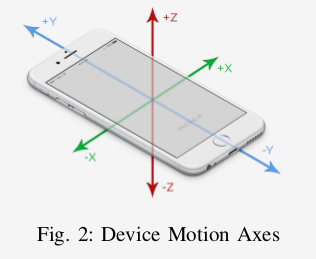 +Z
+Y
+X
-X
-Y
-Z
Fig. 2: Device Motion Axes